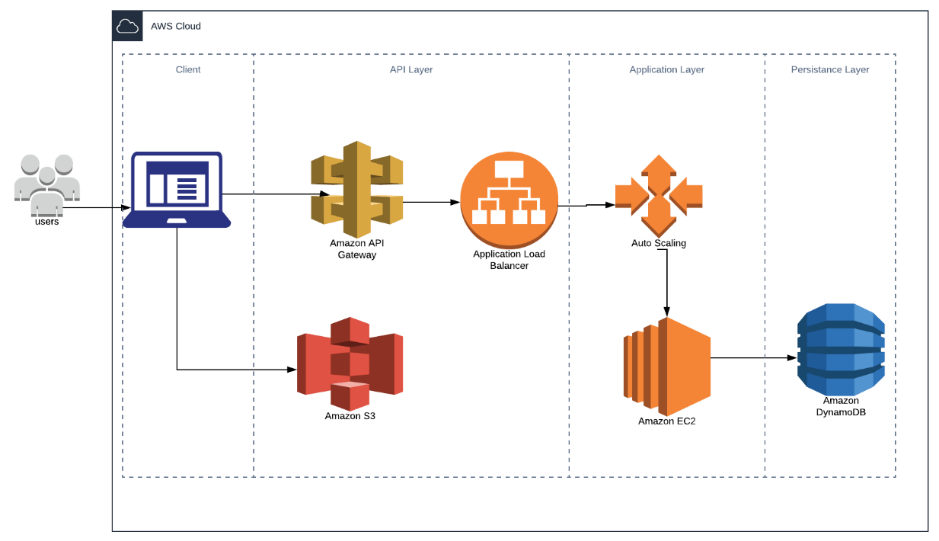 AWS Cloud
Client
API Layer
Application Layer
Persistance Layer
users
Amazon API
Gateway
Application Load
Balancer
Auto Scaling
Amazon S3
Amazon EC2
Amazon
DynamoDB